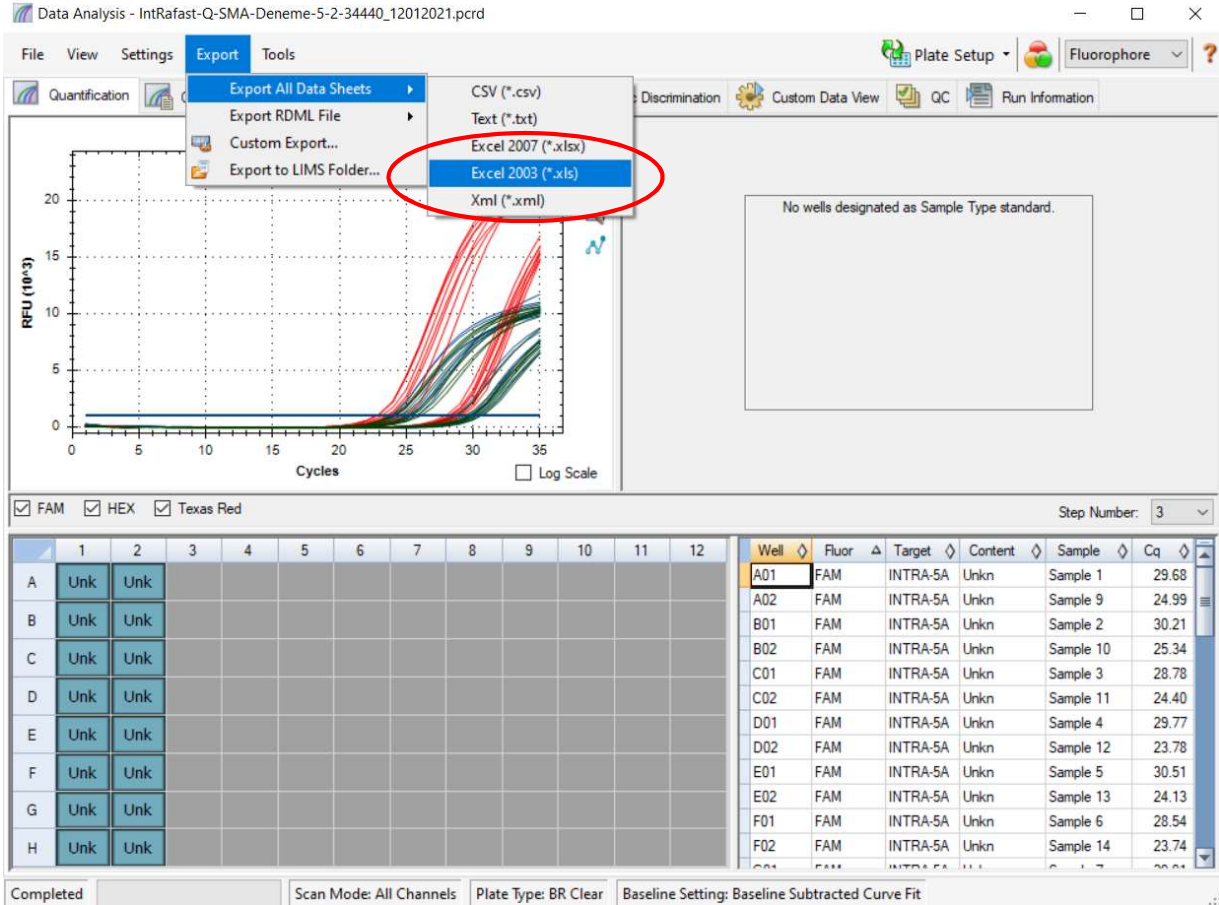 Data Analysis - IntRafast-Q-SMA-Deneme-5-2-34440_12012021.pcrd
File View Settings Export Tools
Plate Setup
Fluorophore
?
Quantification
Discrimination
Custom Data View
QC
Run Information
Export All Data Sheets
Export RDML File
Custom Export...
Export to LIMS Folder...
CSV (*.csv)
Text (*.txt)
Excel 2007 (*.xlsx)
Excel 2003 (*.xls)
Xml (*.xml)
RFU (10^3)
20
15
10
5
0
0 5 10 15 20 25 30 35
Cycles
Log Scale
No wells designated as Sample Type standard.
FAM HEX Texas Red
Step Number: 3
1 2 3 4 5 6 7 8 9 10 11 12
A Unk Unk
B Unk Unk
C Unk Unk
D Unk Unk
E Unk Unk
F Unk Unk
G Unk Unk
H Unk Unk
Well Fluor Target Content Sample Cq
A01 FAM INTRA-5A Unkn Sample 1 29.68
A02 FAM INTRA-5A Unkn Sample 9 24.99
B01 FAM INTRA-5A Unkn Sample 2 30.21
B02 FAM INTRA-5A Unkn Sample 10 25.34
C01 FAM INTRA-5A Unkn Sample 3 28.78
C02 FAM INTRA-5A Unkn Sample 11 24.40
D01 FAM INTRA-5A Unkn Sample 4 29.77
D02 FAM INTRA-5A Unkn Sample 12 23.78
E01 FAM INTRA-5A Unkn Sample 5 30.51
E02 FAM INTRA-5A Unkn Sample 13 24.13
F01 FAM INTRA-5A Unkn Sample 6 28.54
F02 FAM INTRA-5A Unkn Sample 14 23.74
Completed
Scan Mode: All Channels
Plate Type: BR Clear
Baseline Setting: Baseline Subtracted Curve Fit